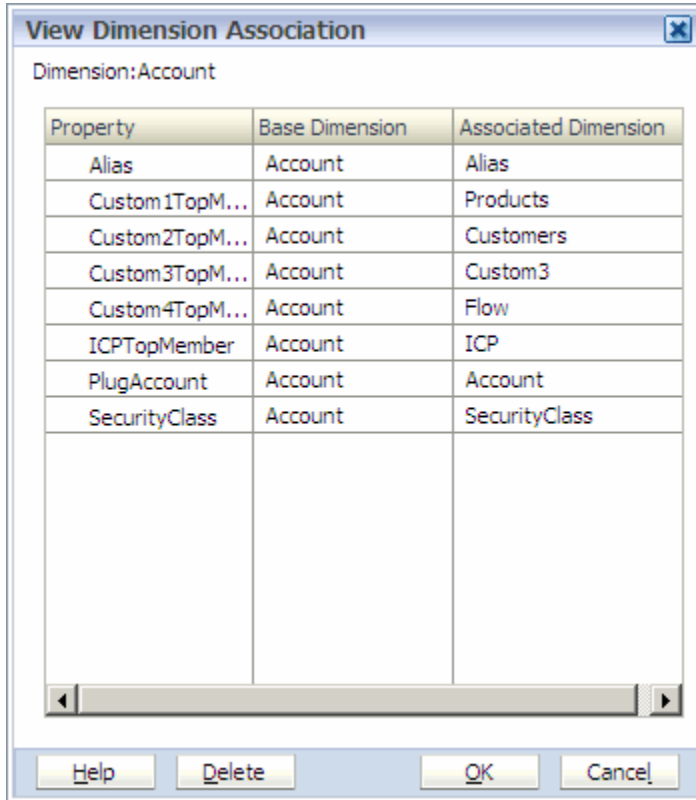 View Dimension Association
Dimension:Account
Property Base Dimension Associated Dimension
Alias Account Alias
Custom1TopM... Account Products
Custom2TopM... Account Customers
Custom3TopM... Account Custom3
Custom4TopM... Account Flow
ICPTopMember Account ICP
PlugAccount Account Account
SecurityClass Account SecurityClass
Help Delete OK Cancel